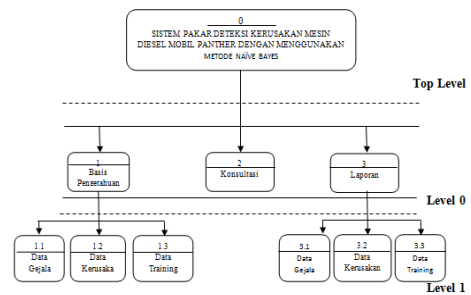 0
SISTEM PAKAR DETEKSI KERUSAKAN MESIN
DIESEL MOBIL PANTHER DENGAN MENGGUNAKAN
METODE NAÏVE BAYES
Top Level
1
Basis
Pengetahuan
2
Konsultasi
3
Laporan
Level 0
1.1
Data
Gejala
1.2
Data
Kerusaka
1.3
Data
Training
3.1
Data
Gejala
3.2
Data
Kerusakan
3.3
Data
Training
Level 1